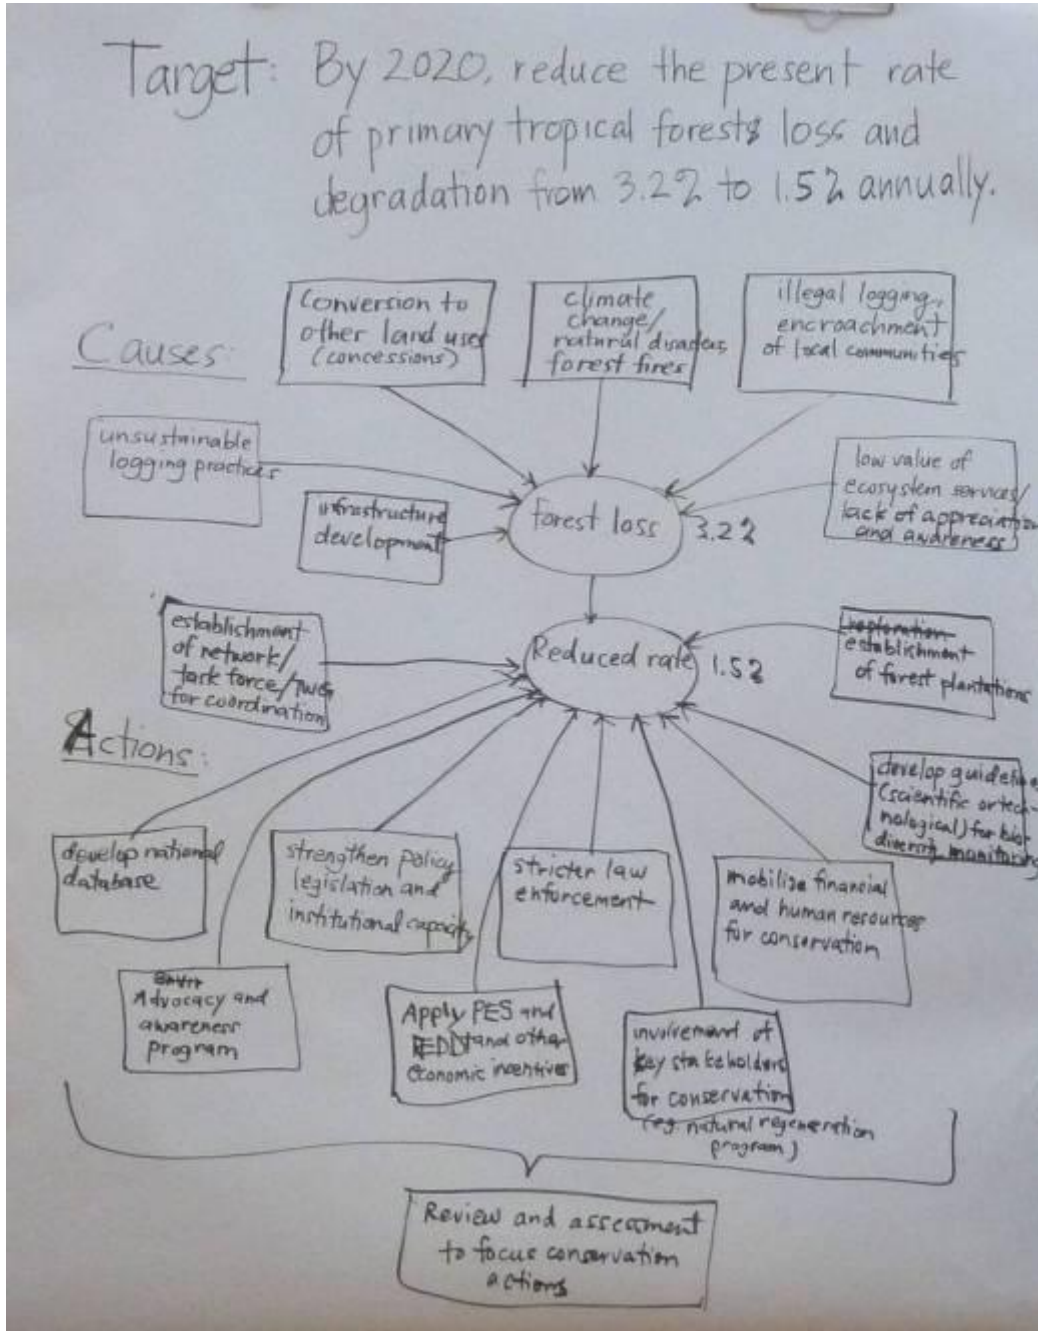 Target: By 2020, reduce the present rate
of primary tropical forests loss and
degradation from 3.2% to 1.5% annually.
Causes:
Conversion to
other land uses
(concessions)
climate
change/
natural disasters
forest fires
illegal logging,
encroachment
of local communities
unsustainable
logging practices
infrastructure
development
forest loss
3.2%
low value of
ecosystem services/
lack of appreciation
and awareness
establishment
of network/
task force/TWG
for coordination
Reduced rate
1.5%
restoration
establishment
of forest plantations
Actions:
develop national
database
strengthen policy
legislation and
institutional capacity
stricter law
enforcement
mobilize financial
and human resources
for conservation
develop guidelines
(scientific or tech-
nological) for bio-
diversity monitoring
Advocacy and
awareness
program
Apply PES and
REDD+ and other
economic incentives
involvement of
key stakeholders
for conservation
(eg. natural regeneration
program)
Review and assessment
to focus conservation
actions